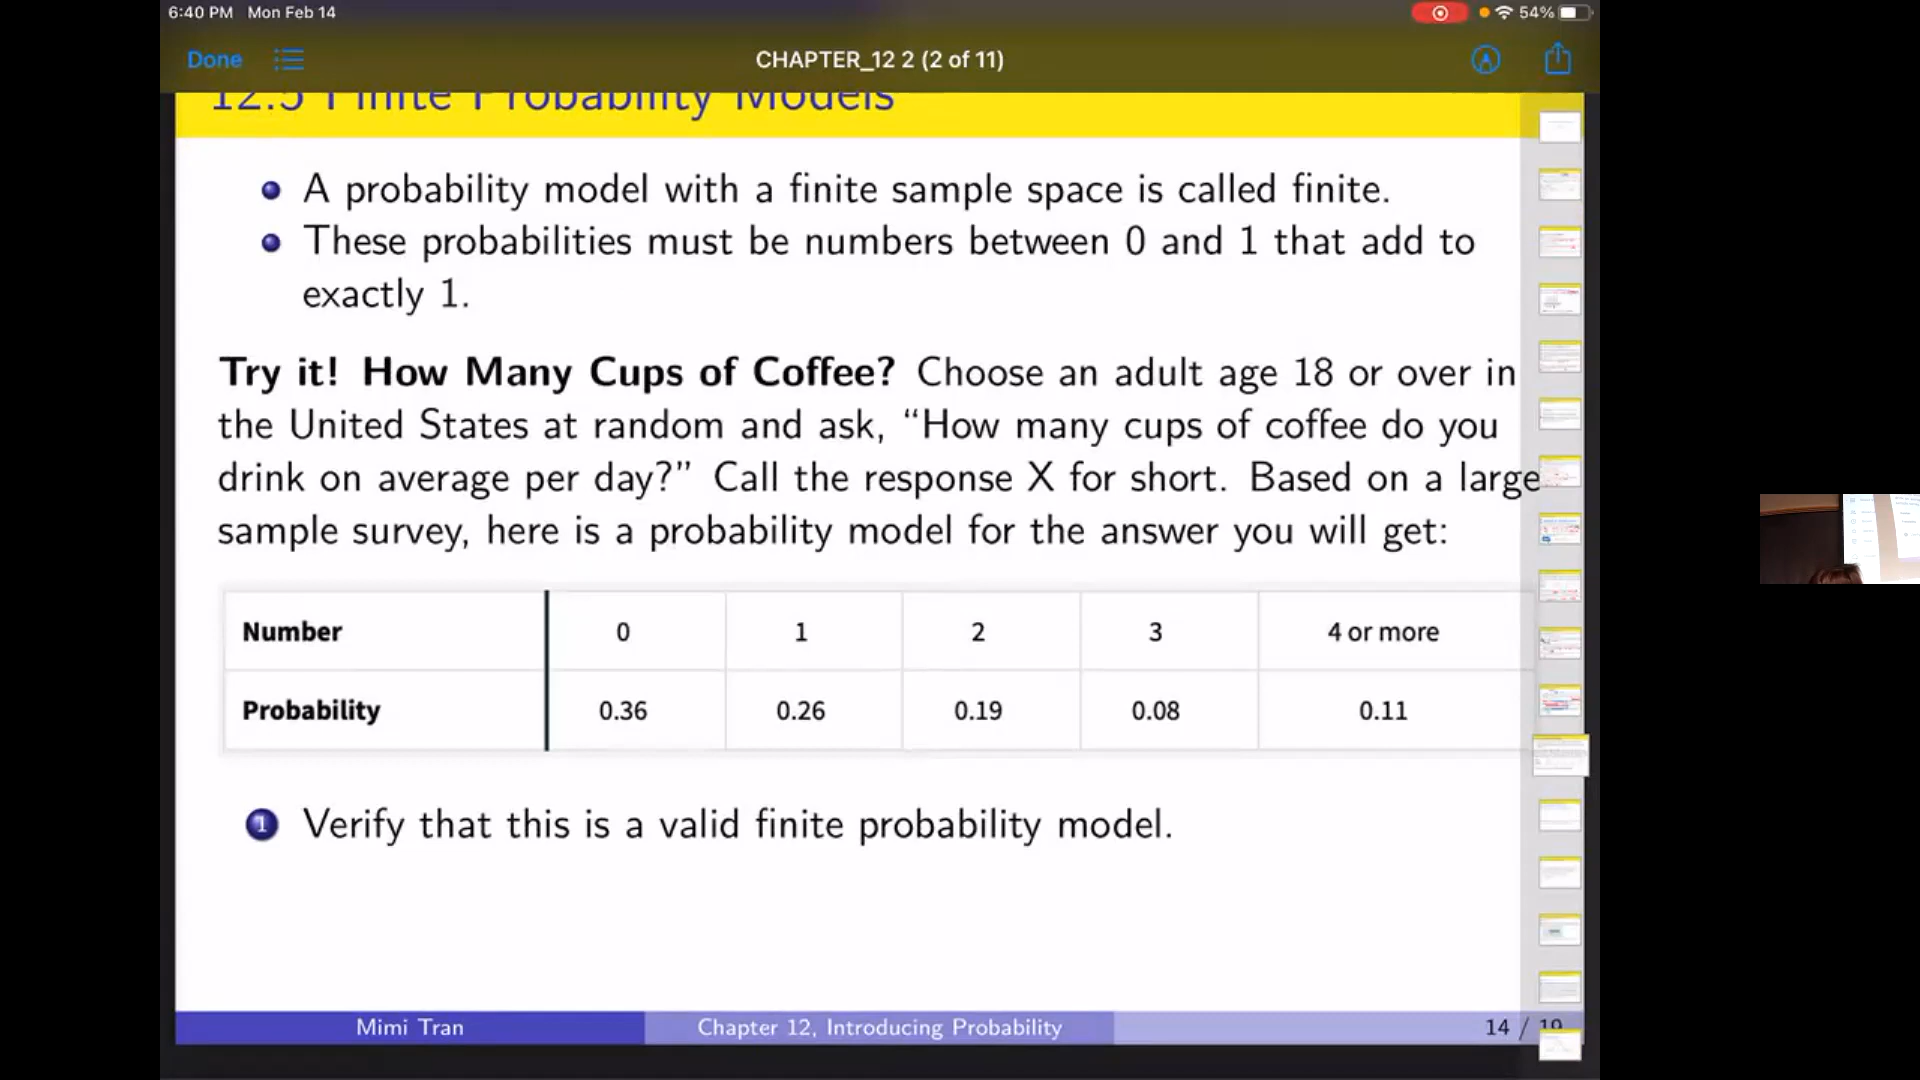 6:40 PM Mon Feb 14
54%
Done
CHAPTER_12 2 (2 of 11)
12.5 Finite Probability Models
A probability model with a finite sample space is called finite.
These probabilities must be numbers between 0 and 1 that add to
exactly 1.
Try it! How Many Cups of Coffee? Choose an adult age 18 or over in
the United States at random and ask, “How many cups of coffee do you
drink on average per day?” Call the response X for short. Based on a large
sample survey, here is a probability model for the answer you will get:
Number 0 1 2 3 4 or more
Probability 0.36 0.26 0.19 0.08 0.11
1 Verify that this is a valid finite probability model.
Mimi Tran Chapter 12, Introducing Probability 14 / 19